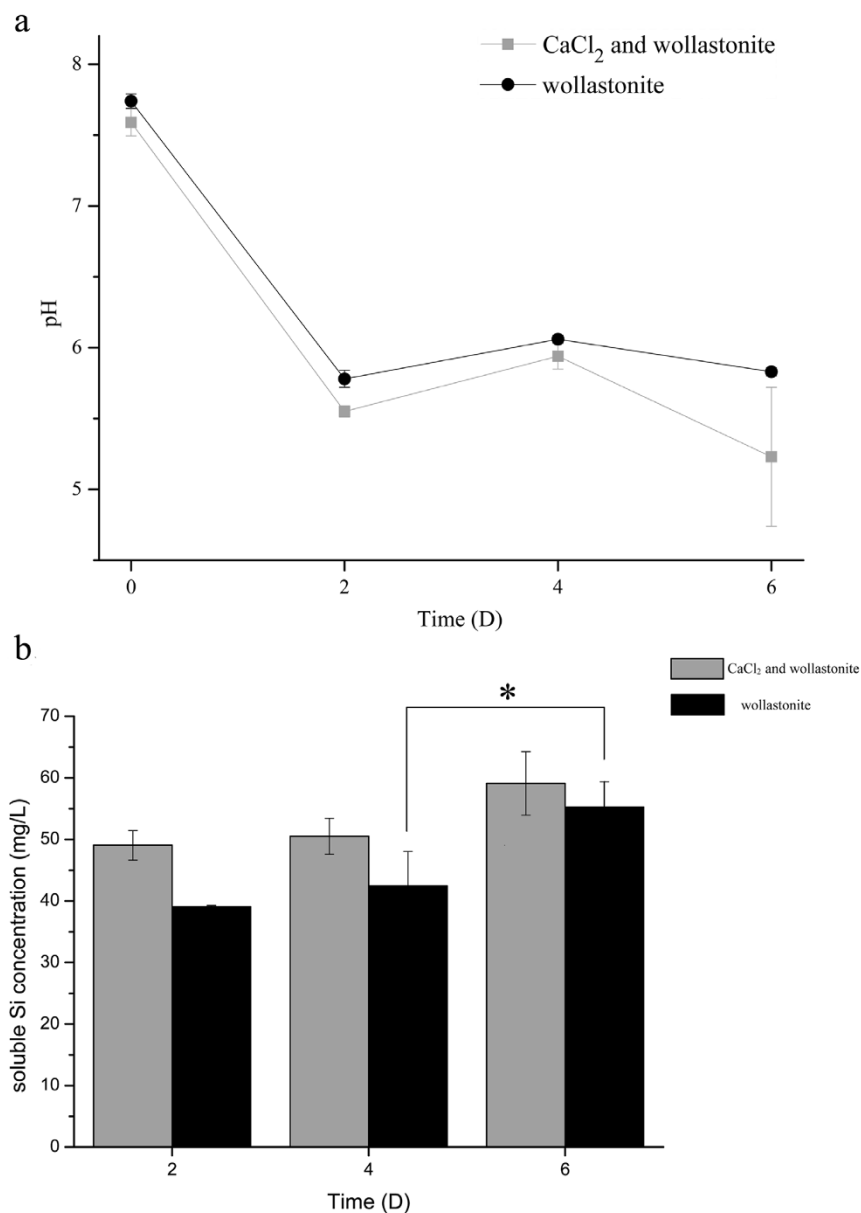 a
CaCl₂ and wollastonite
wollastonite
8
7
6
5
pH
0 2 4 6
Time (D)
b
CaCl₂ and wollastonite
wollastonite
*
70
60
50
40
30
20
10
0
soluble Si concentration (mg/L)
2 4 6
Time (D)